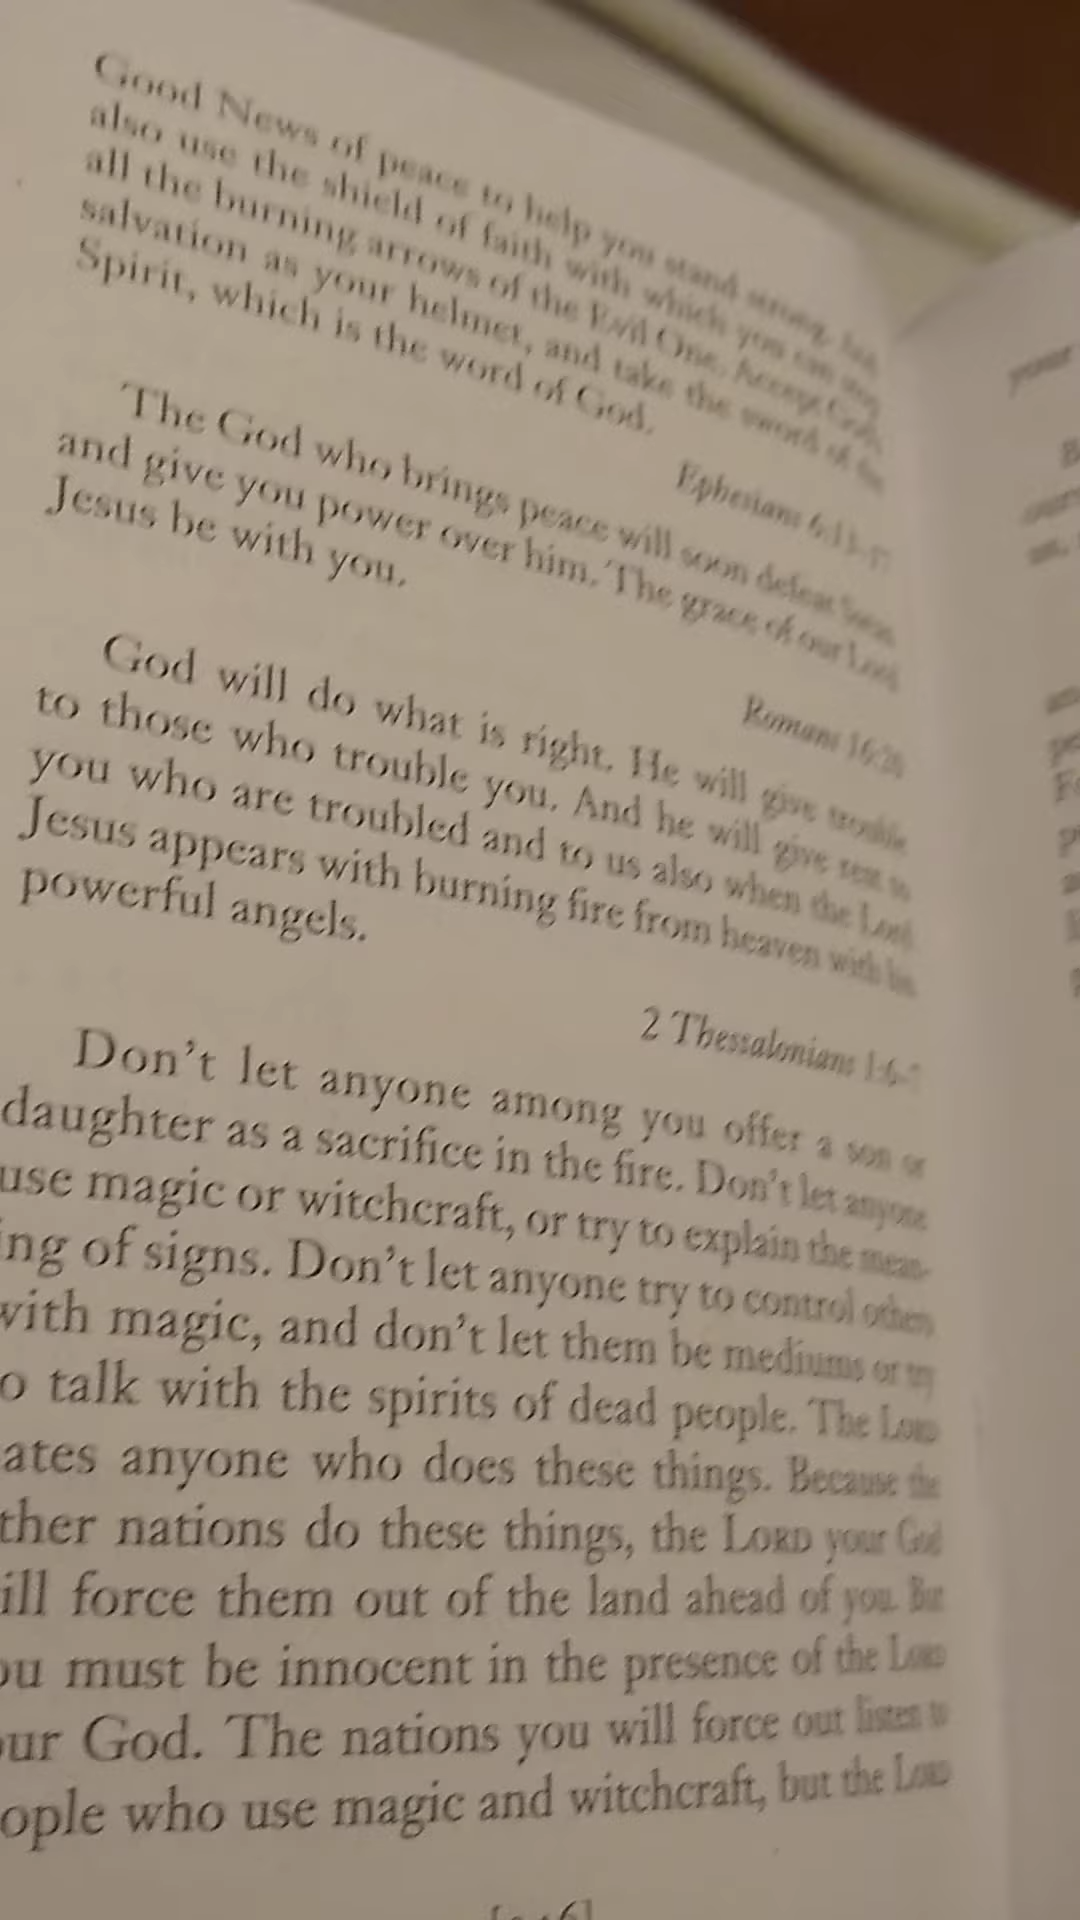 Good News of peace to help you stand strong.
also use the shield of faith with which you can stop
all the burning arrows of the Evil One. Accept God's
salvation as your helmet, and take the sword of the
Spirit, which is the word of God.
Ephesians 6:13-17
The God who brings peace will soon defeat Satan
and give you power over him. The grace of our Lord
Jesus be with you.
Romans 16:20
God will do what is right. He will give trouble
to those who trouble you. And he will give rest to
you who are troubled and to us also when the Lord
Jesus appears with burning fire from heaven with his
powerful angels.
2 Thessalonians 1:6-7
Don't let anyone among you offer a son or
daughter as a sacrifice in the fire. Don't let anyone
use magic or witchcraft, or try to explain the mean-
ing of signs. Don't let anyone try to control others
with magic, and don't let them be mediums or try
o talk with the spirits of dead people. The LORD
ates anyone who does these things. Because the
ther nations do these things, the LORD your God
ill force them out of the land ahead of you. But
ou must be innocent in the presence of the LORD
our God. The nations you will force out listen to
ople who use magic and witchcraft, but the LORD
your